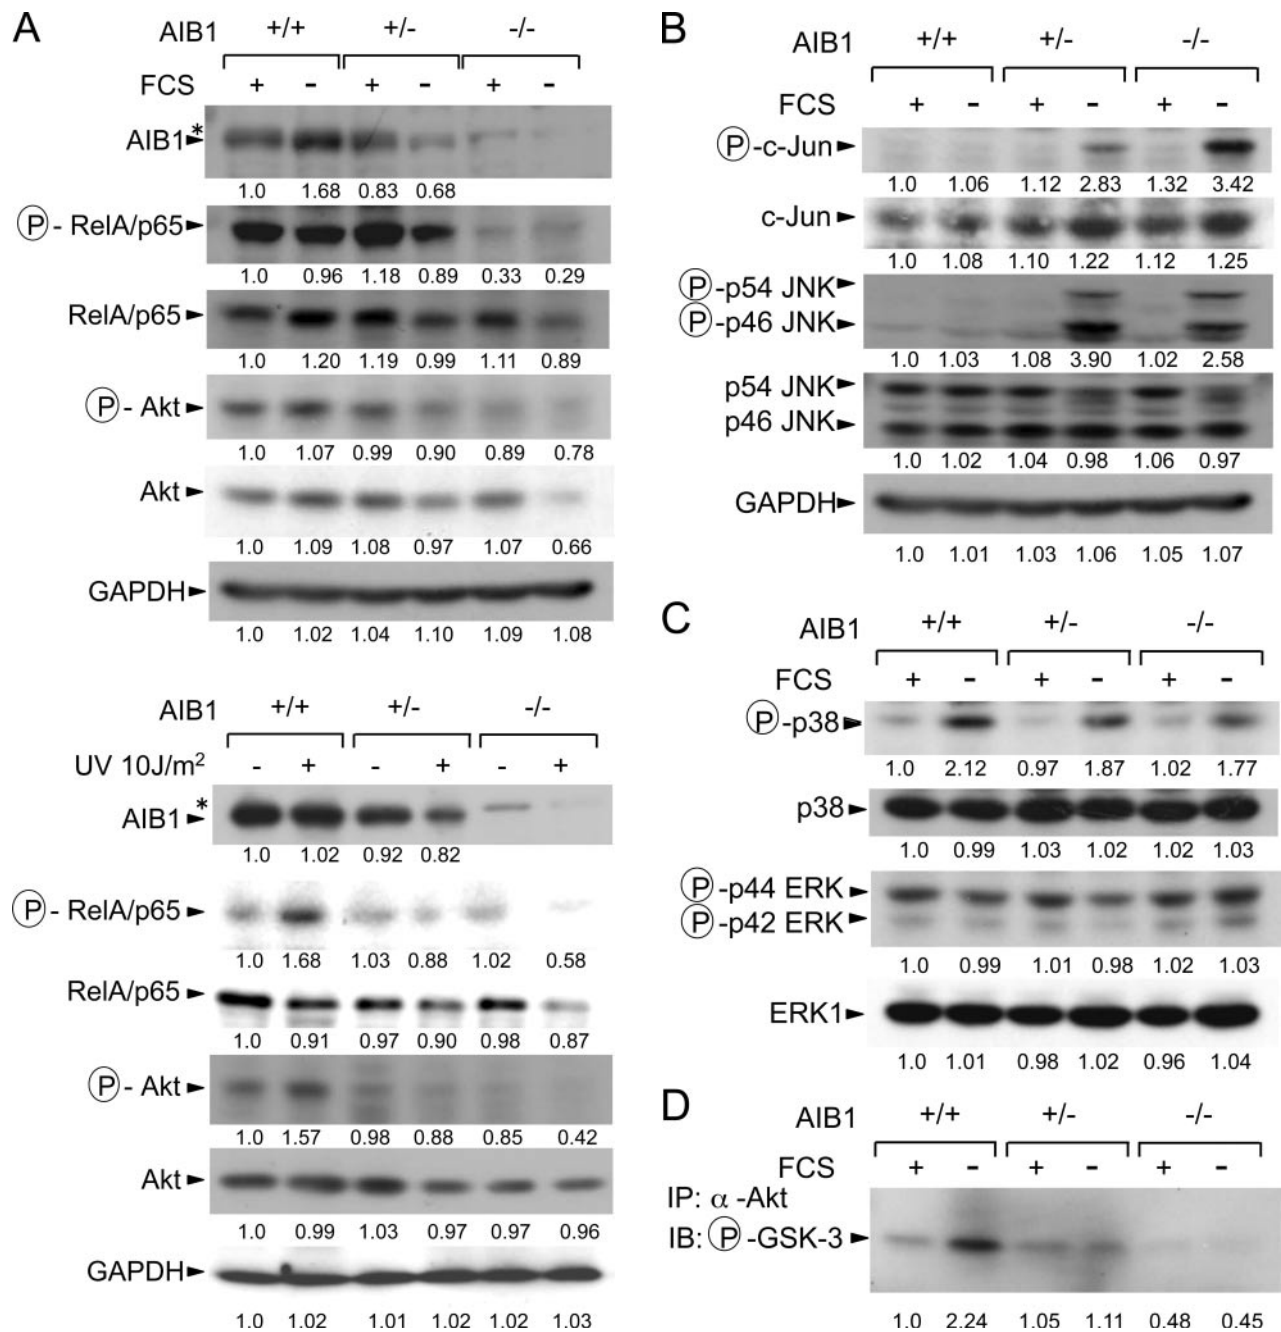 A
AIB1 +/+ +/- -/-
FCS + - + - + -
*
AIB1
1.0 1.68 0.83 0.68
P - RelA/p65
1.0 0.96 1.18 0.89 0.33 0.29
RelA/p65
1.0 1.20 1.19 0.99 1.11 0.89
P - Akt
1.0 1.07 0.99 0.90 0.89 0.78
Akt
1.0 1.09 1.08 0.97 1.07 0.66
GAPDH
1.0 1.02 1.04 1.10 1.09 1.08
AIB1 +/+ +/- -/-
UV 10J/m² - + - + - +
*
AIB1
1.0 1.02 0.92 0.82
P - RelA/p65
1.0 1.68 1.03 0.88 1.02 0.58
RelA/p65
1.0 0.91 0.97 0.90 0.98 0.87
P - Akt
1.0 1.57 0.98 0.88 0.85 0.42
Akt
1.0 0.99 1.03 0.97 0.97 0.96
GAPDH
1.0 1.02 1.01 1.02 1.02 1.03
B
AIB1 +/+ +/- -/-
FCS + - + - + -
P -c-Jun
1.0 1.06 1.12 2.83 1.32 3.42
c-Jun
1.0 1.08 1.10 1.22 1.12 1.25
P -p54 JNK
P -p46 JNK
1.0 1.03 1.08 3.90 1.02 2.58
p54 JNK
p46 JNK
1.0 1.02 1.04 0.98 1.06 0.97
GAPDH
1.0 1.01 1.03 1.06 1.05 1.07
C
AIB1 +/+ +/- -/-
FCS + - + - + -
P -p38
1.0 2.12 0.97 1.87 1.02 1.77
p38
1.0 0.99 1.03 1.02 1.02 1.03
P -p44 ERK
P -p42 ERK
1.0 0.99 1.01 0.98 1.02 1.03
ERK1
1.0 1.01 0.98 1.02 0.96 1.04
D
AIB1 +/+ +/- -/-
FCS + - + - + -
IP: α -Akt
IB: P -GSK-3
1.0 2.24 1.05 1.11 0.48 0.45